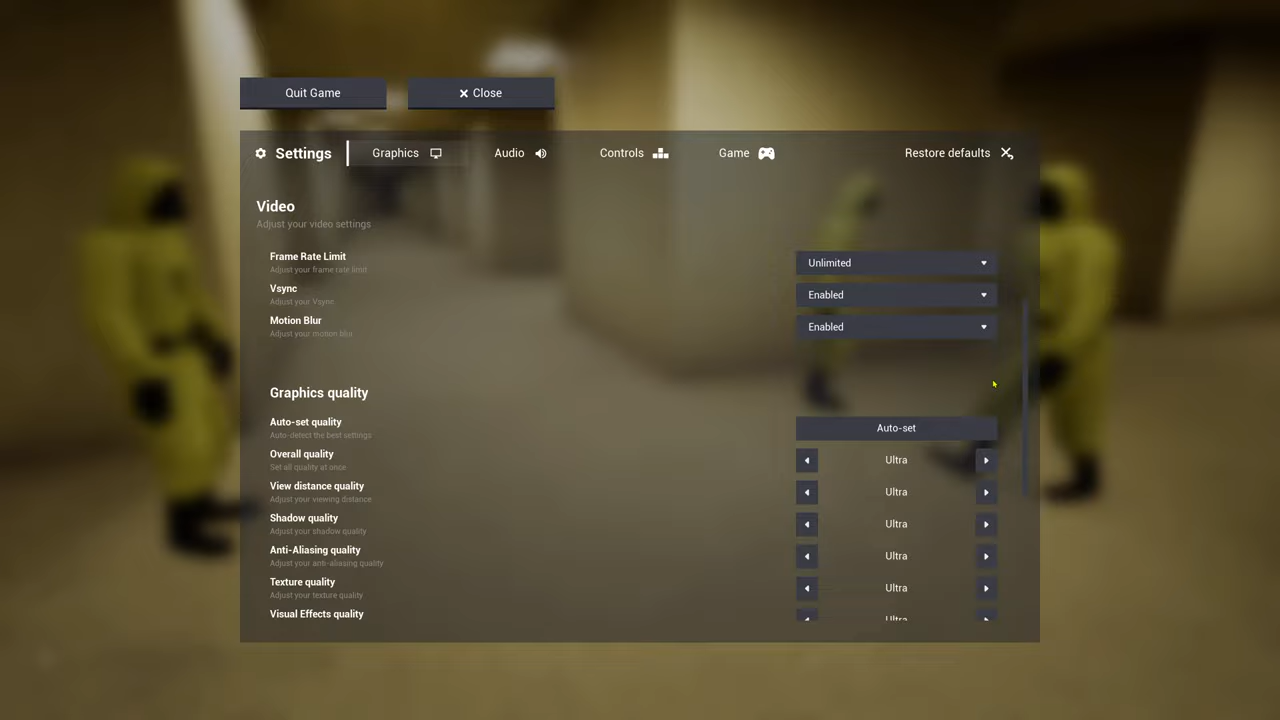 Quit Game
Close
Settings
Graphics
Audio
Controls
Game
Restore defaults
Video
Adjust your video settings
Frame Rate Limit
Adjust your frame rate limit
Unlimited
Vsync
Adjust your Vsync
Enabled
Motion Blur
Adjust your motion blur
Enabled
Graphics quality
Auto-set quality
Auto-detect the best settings
Auto-set
Overall quality
Set all quality at once
Ultra
View distance quality
Adjust your viewing distance
Ultra
Shadow quality
Adjust your shadow quality
Ultra
Anti-Aliasing quality
Adjust your anti-aliasing quality
Ultra
Texture quality
Adjust your texture quality
Ultra
Visual Effects quality
Ultra